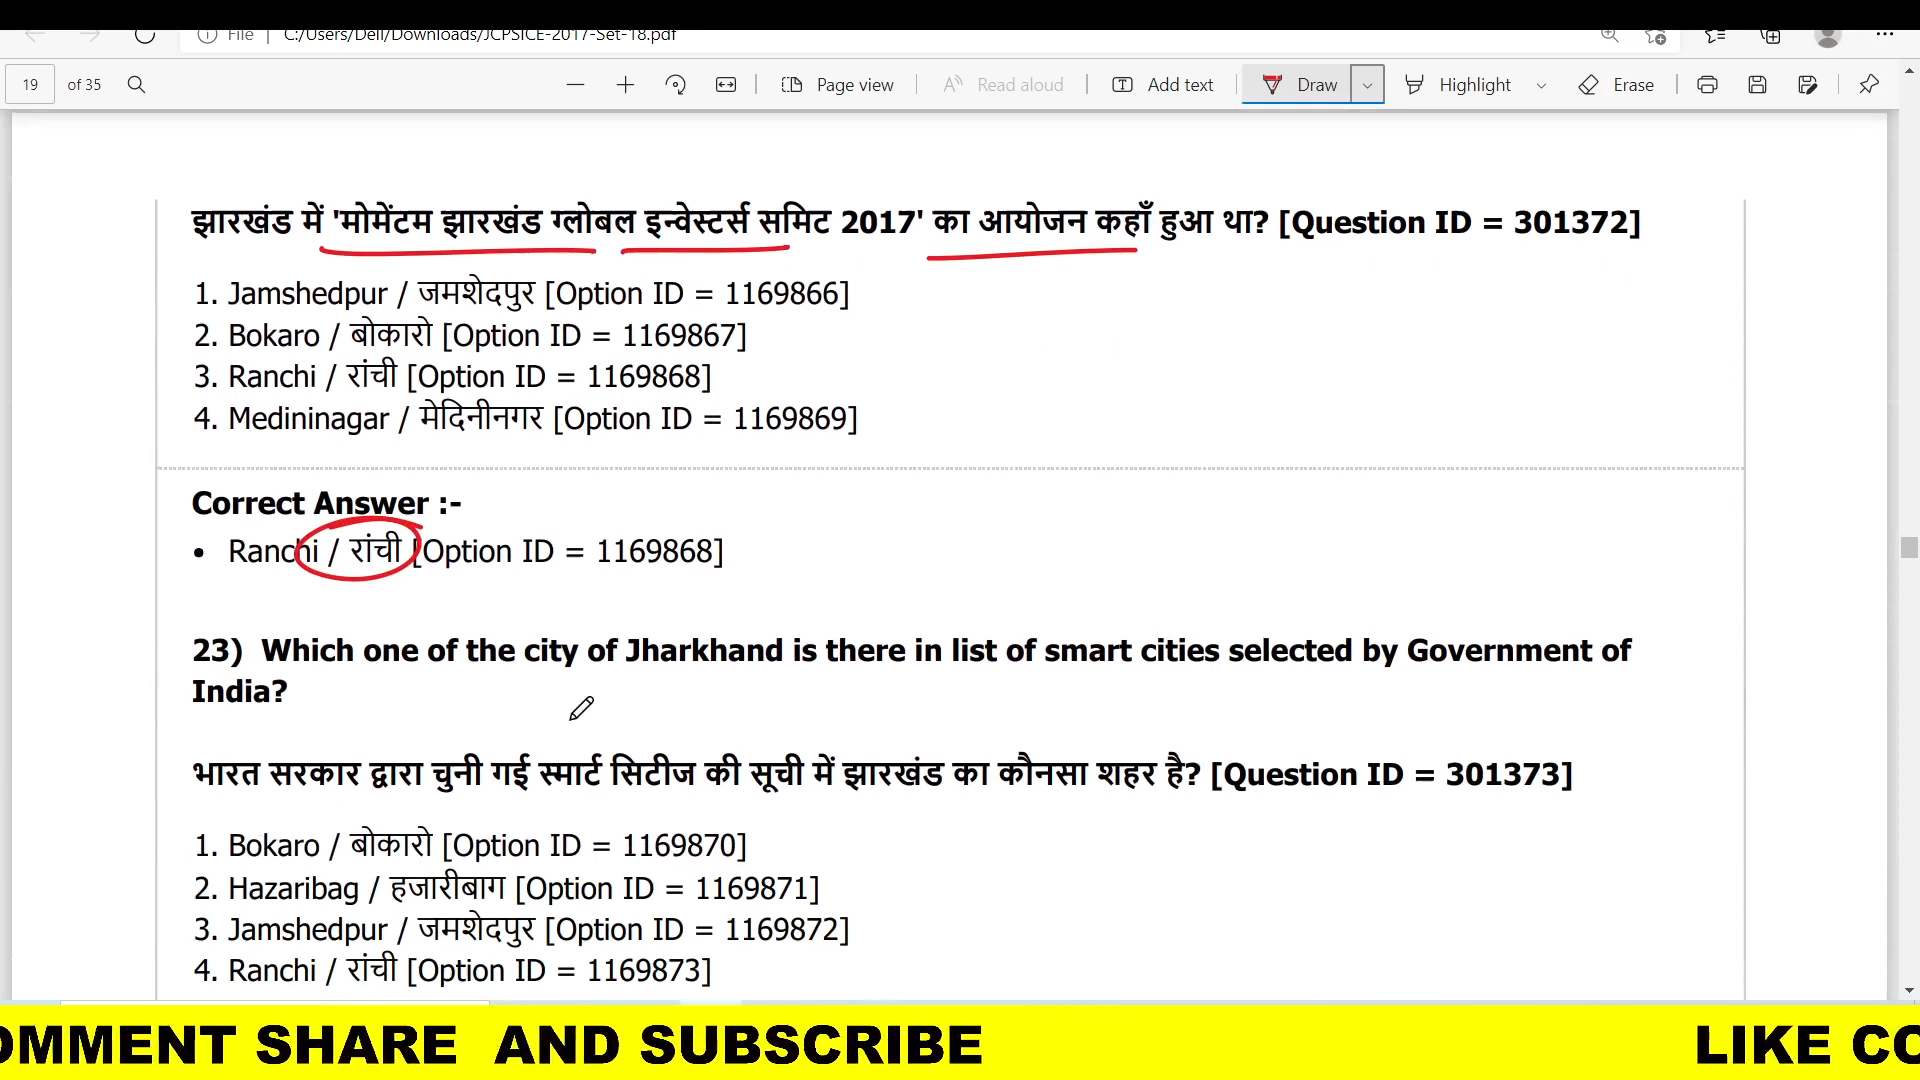 File | C:/Users/Dell/Downloads/JCPSICE-2017-Set-18.pdf
19 of 35 Page view Read aloud Add text Draw Highlight Erase
झारखंड में 'मोमेंटम झारखंड ग्लोबल इन्वेस्टर्स समिट 2017' का आयोजन कहाँ हुआ था? [Question ID = 301372]
1. Jamshedpur / जमशेदपुर [Option ID = 1169866]
2. Bokaro / बोकारो [Option ID = 1169867]
3. Ranchi / रांची [Option ID = 1169868]
4. Medininagar / मेदिनीनगर [Option ID = 1169869]
Correct Answer :-
• Ranchi / रांची [Option ID = 1169868]
23) Which one of the city of Jharkhand is there in list of smart cities selected by Government of
India?
भारत सरकार द्वारा चुनी गई स्मार्ट सिटीज की सूची में झारखंड का कौनसा शहर है? [Question ID = 301373]
1. Bokaro / बोकारो [Option ID = 1169870]
2. Hazaribag / हजारीबाग [Option ID = 1169871]
3. Jamshedpur / जमशेदपुर [Option ID = 1169872]
4. Ranchi / रांची [Option ID = 1169873]
OMMENT SHARE AND SUBSCRIBE LIKE CO